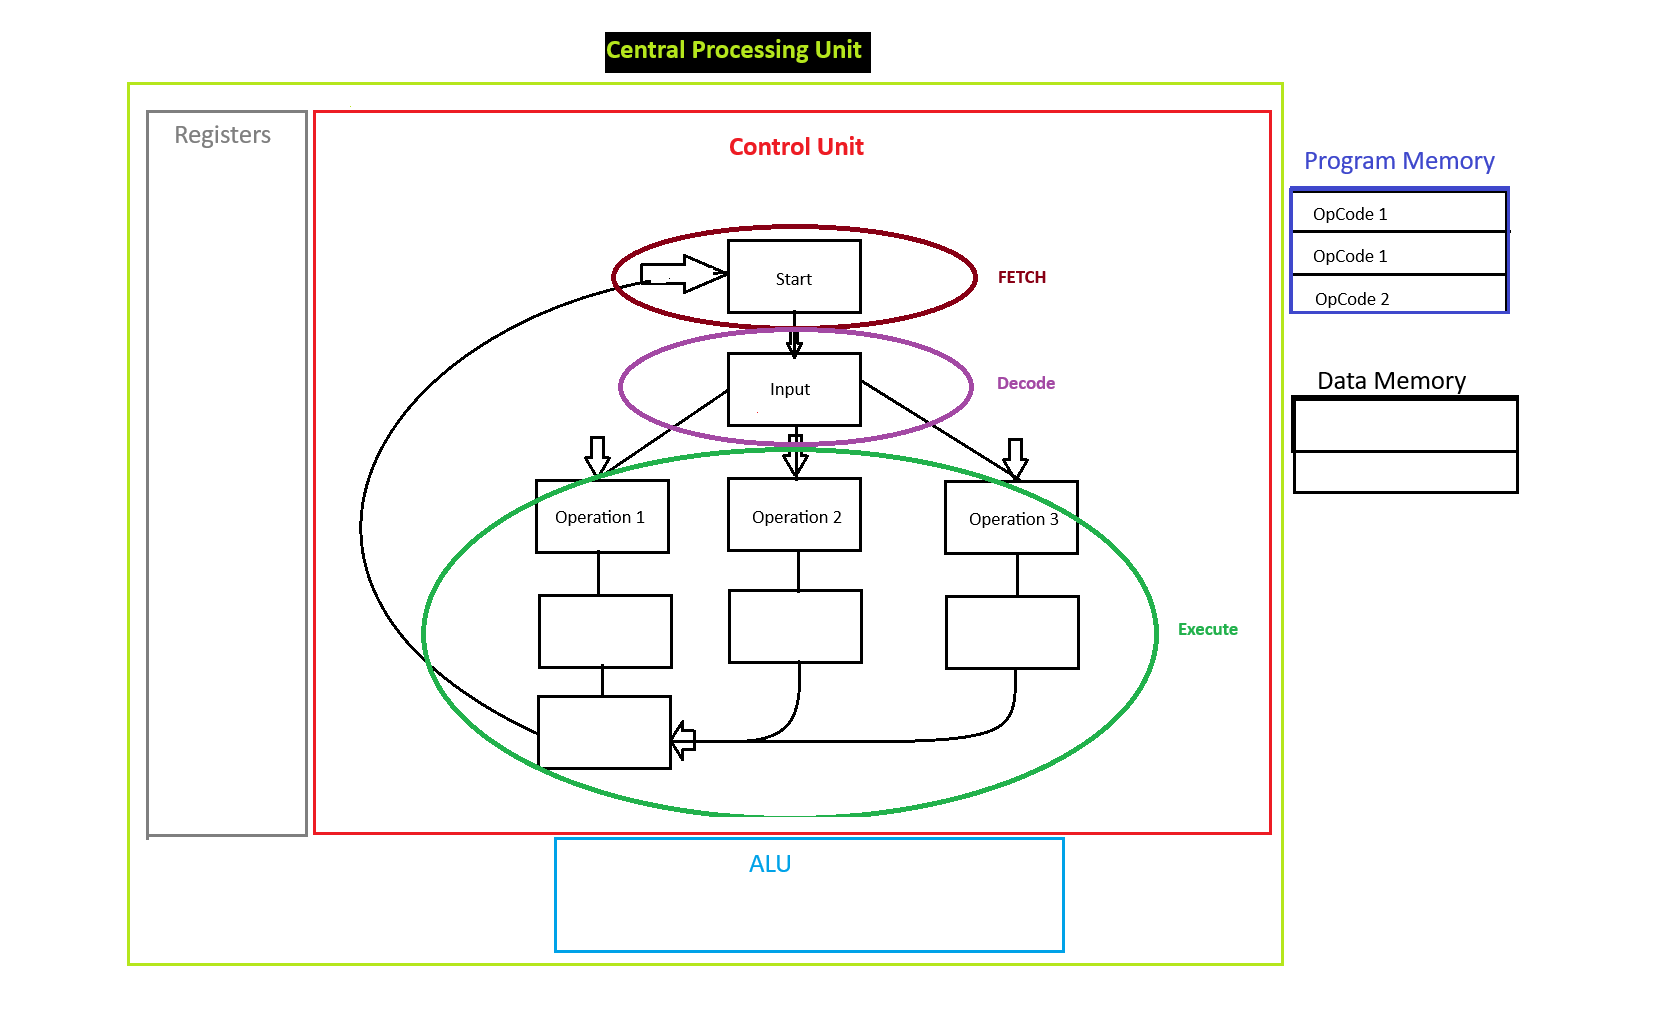 Central Processing Unit
Registers
Control Unit
Program Memory
OpCode 1
OpCode 1
OpCode 2
Start
FETCH
Input
Decode
Data Memory
Operation 1
Operation 2
Operation 3
Execute
ALU